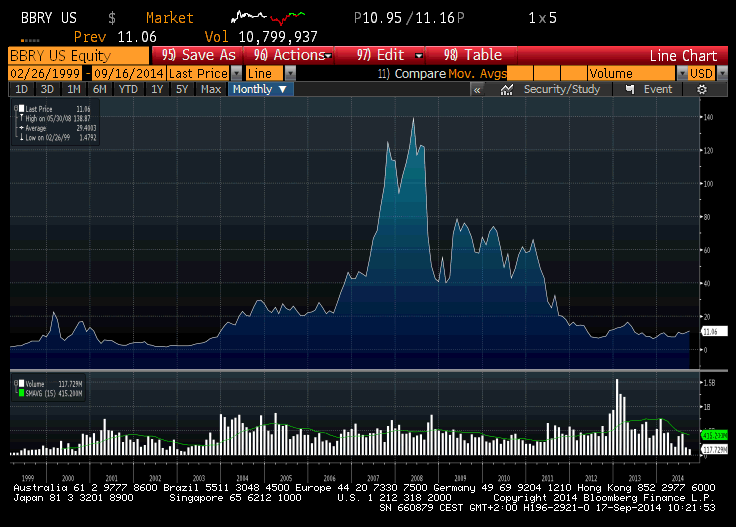 BBRY US $ Market P10.95 / 11.16P 1x5
Prev 11.06 Vol 10,799,937
BBRY US Equity 95) Save As 96) Actions 97) Edit 98) Table Line Chart
02/26/1999 - 09/16/2014 Last Price Line 11) Compare Mov. Avgs Volume USD
1D 3D 1M 6M YTD 1Y 5Y Max Monthly ▼ « Security/Study Event
Last Price 11.06
High on 05/30/08 138.87
Average 29.4003
Low on 02/26/99 1.4792
140
120
100
80
60
40
20
11.06
0
Volume 117.729M
SMAVG (15) 415.200M
1.5B
1B
415.200M
117.729M
0
1999 2000 2001 2002 2003 2004 2005 2006 2007 2008 2009 2010 2011 2012 2013 2014
Australia 61 2 9777 8600 Brazil 5511 3048 4500 Europe 44 20 7330 7500 Germany 49 69 9204 1210 Hong Kong 852 2977 6000
Japan 81 3 3201 8900 Singapore 65 6212 1000 U.S. 1 212 318 2000 Copyright 2014 Bloomberg Finance L.P.
SN 660879 CEST GMT+2:00 H196-2921-0 17-Sep-2014 10:21:53